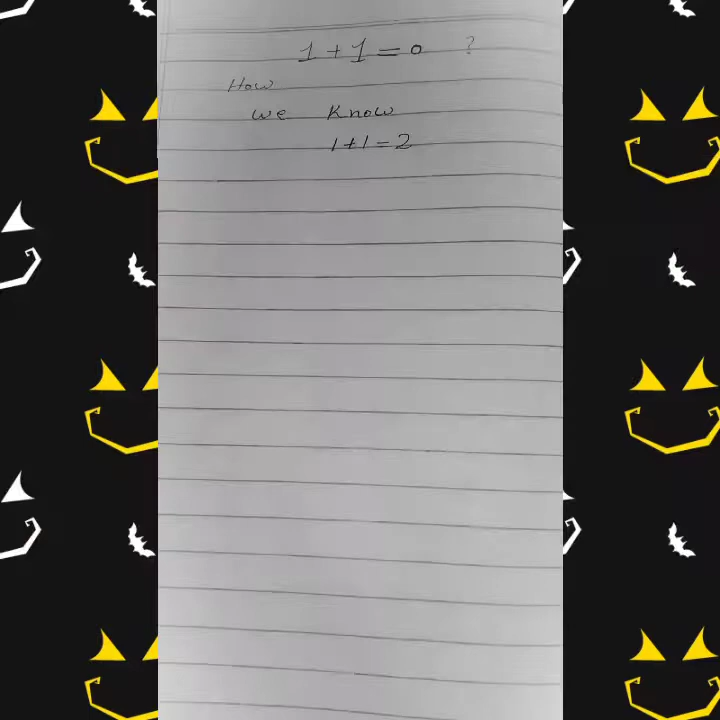 1 + 1 = 0 ?
How
we Know
1 + 1 = 2